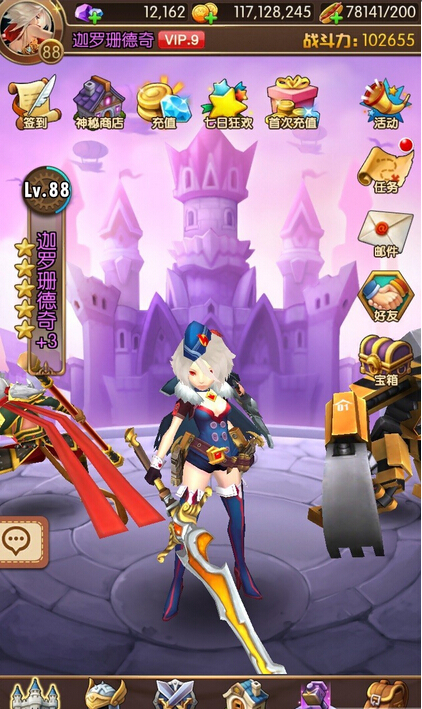 12,162 117,128,245 78141/200
88 迦罗珊德奇 VIP.9 战斗力:102655
签到 神秘商店 充值 七日狂欢 首次充值 活动
任务
Lv.88
迦罗珊德奇+3
邮件
好友
宝箱
01